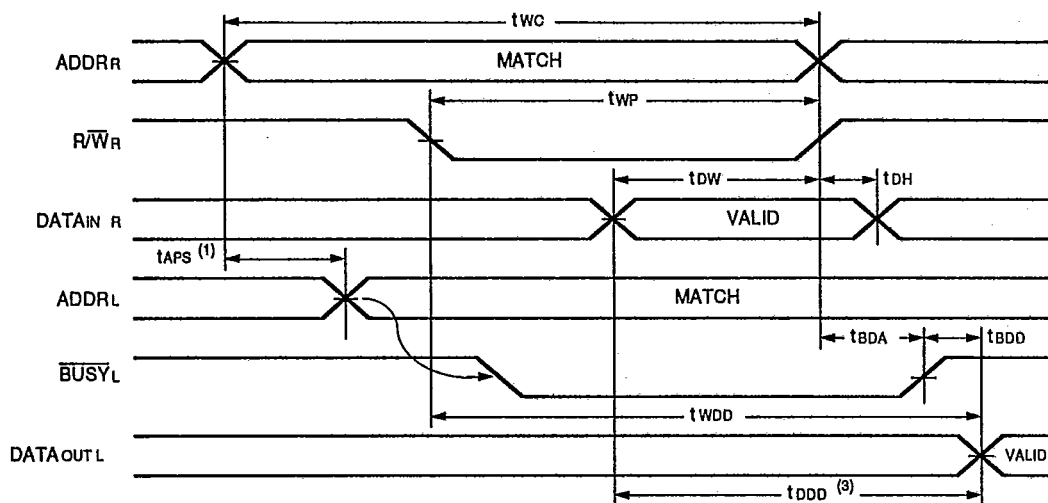 tWC
ADDRR MATCH
tWP
R/W̅R
tDW tDH
DATAIN R VALID
tAPS (1)
ADDRL MATCH
tBDA tBDD
B̅U̅S̅Y̅L
tWDD
DATAOUT L VALID
tDDD (3)